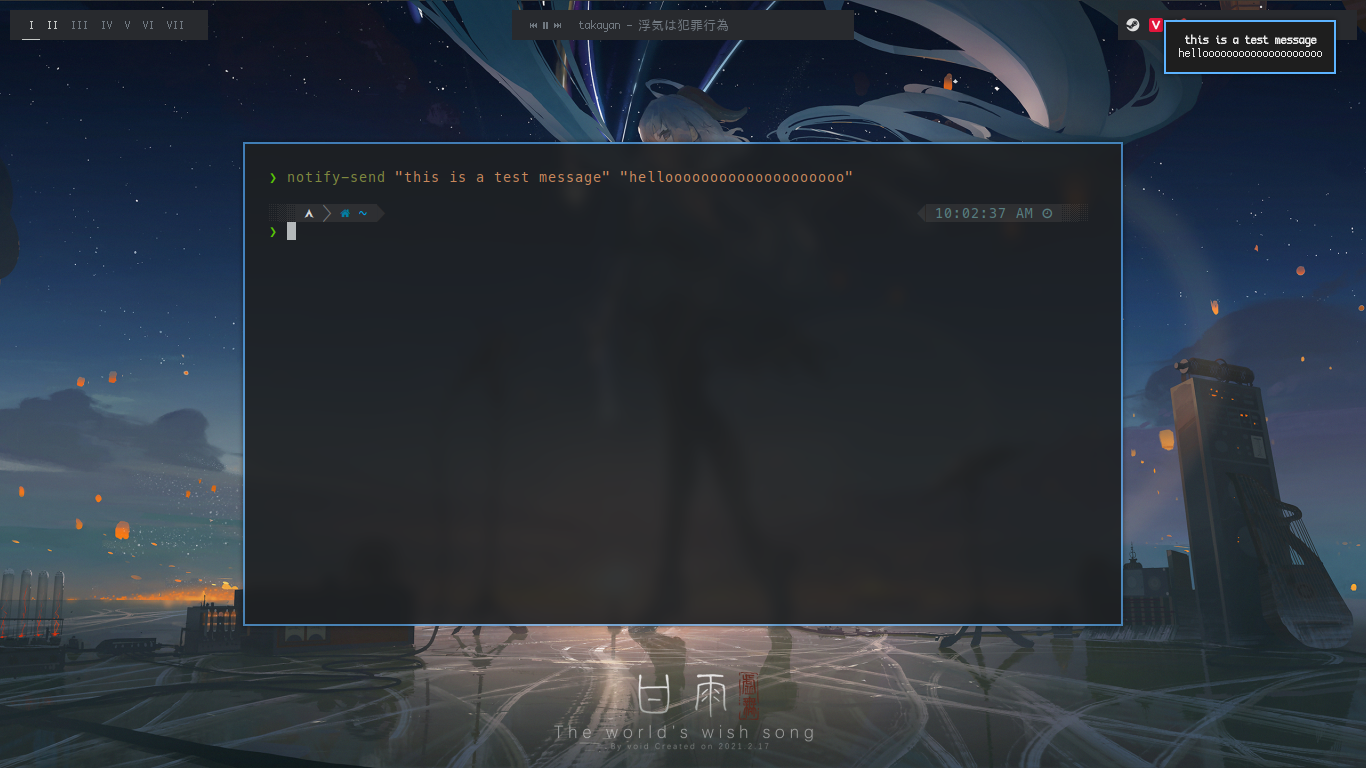 I II III IV V VI VII
takayan - 浮気は犯罪行為
this is a test message
hellooooooooooooooooooooo
❯ notify-send "this is a test message" "hellooooooooooooooooooooo"
~
10:02:37 AM
❯
甘雨
The world's wish song
By void Created on 2021 2.17